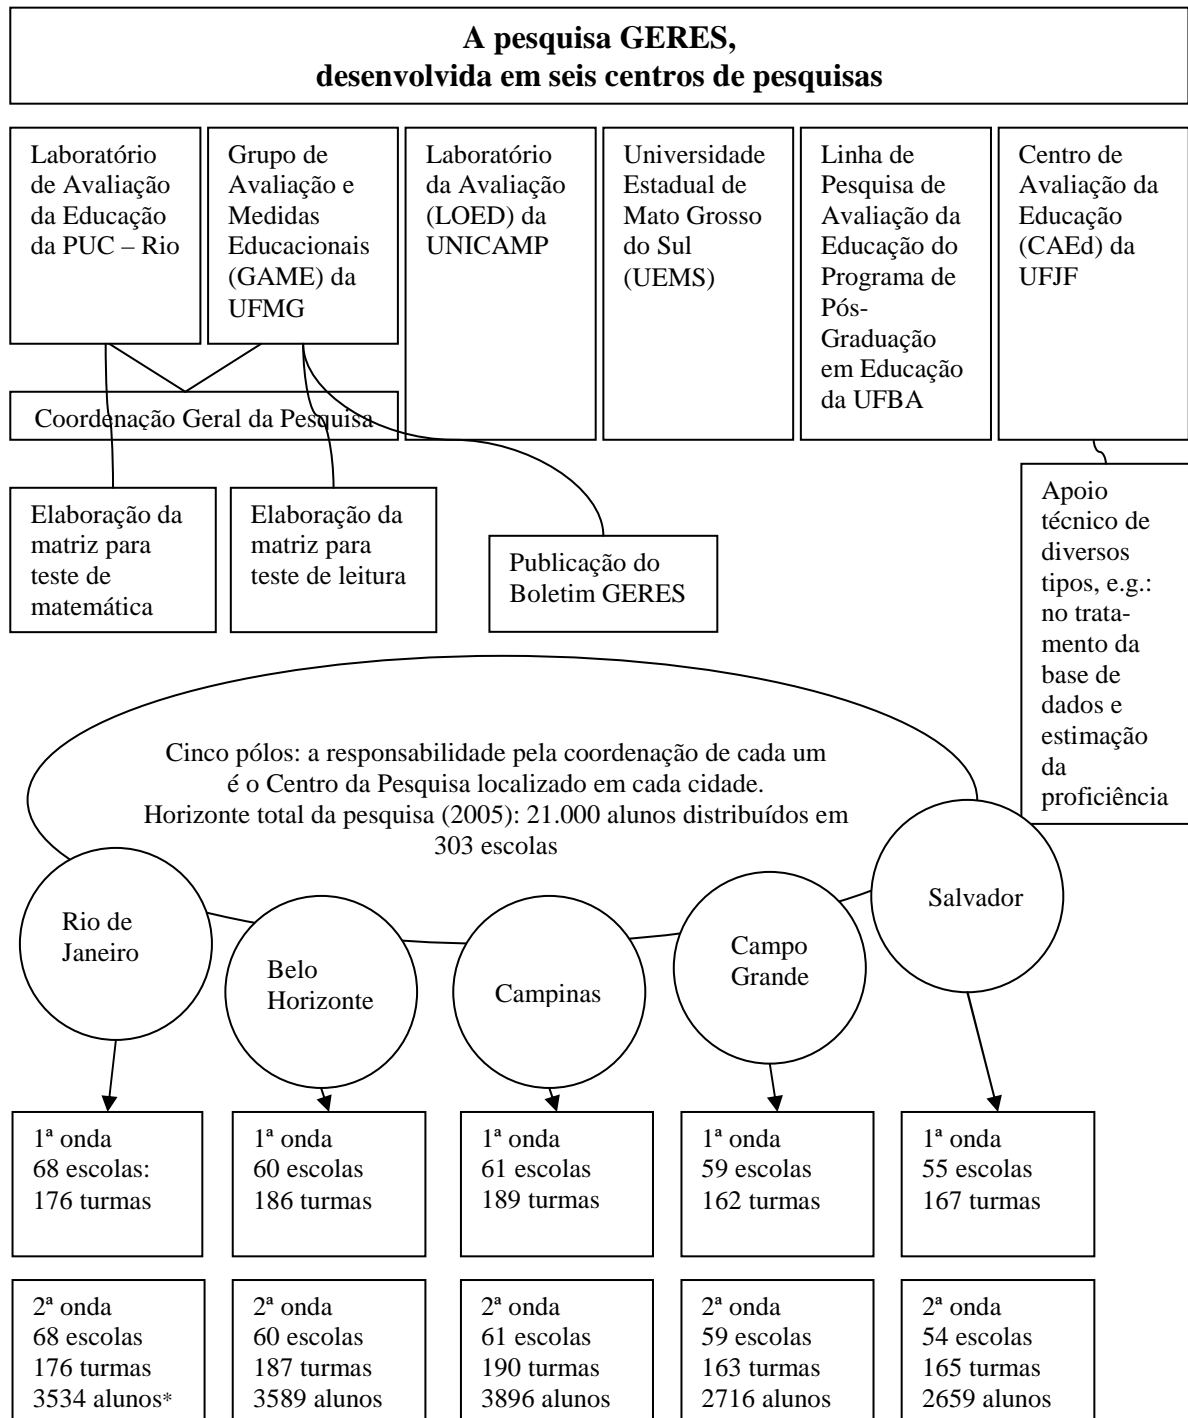 A pesquisa GERES,
desenvolvida em seis centros de pesquisas
Laboratório
de Avaliação
da Educação
da PUC – Rio
Grupo de
Avaliação e
Medidas
Educacionais
(GAME) da
UFMG
Laboratório
da Avaliação
(LOED) da
UNICAMP
Universidade
Estadual de
Mato Grosso
do Sul
(UEMS)
Linha de
Pesquisa de
Avaliação da
Educação do
Programa de
Pós-
Graduação
em Educação
da UFBA
Centro de
Avaliação da
Educação
(CAEd) da
UFJF
Coordenação Geral da Pesquisa
Elaboração da
matriz para
teste de
matemática
Elaboração da
matriz para
teste de leitura
Publicação do
Boletim GERES
Apoio
técnico de
diversos
tipos, e.g.:
no trata-
mento da
base de
dados e
estimação
da
proficiência
Cinco pólos: a responsabilidade pela coordenação de cada um
é o Centro da Pesquisa localizado em cada cidade.
Horizonte total da pesquisa (2005): 21.000 alunos distribuídos em
303 escolas
Rio de
Janeiro
Belo
Horizonte
Campinas
Campo
Grande
Salvador
1ª onda
68 escolas:
176 turmas
1ª onda
60 escolas
186 turmas
1ª onda
61 escolas
189 turmas
1ª onda
59 escolas
162 turmas
1ª onda
55 escolas
167 turmas
2ª onda
68 escolas
176 turmas
3534 alunos*
2ª onda
60 escolas
187 turmas
3589 alunos
2ª onda
61 escolas
190 turmas
3896 alunos
2ª onda
59 escolas
163 turmas
2716 alunos
2ª onda
54 escolas
165 turmas
2659 alunos